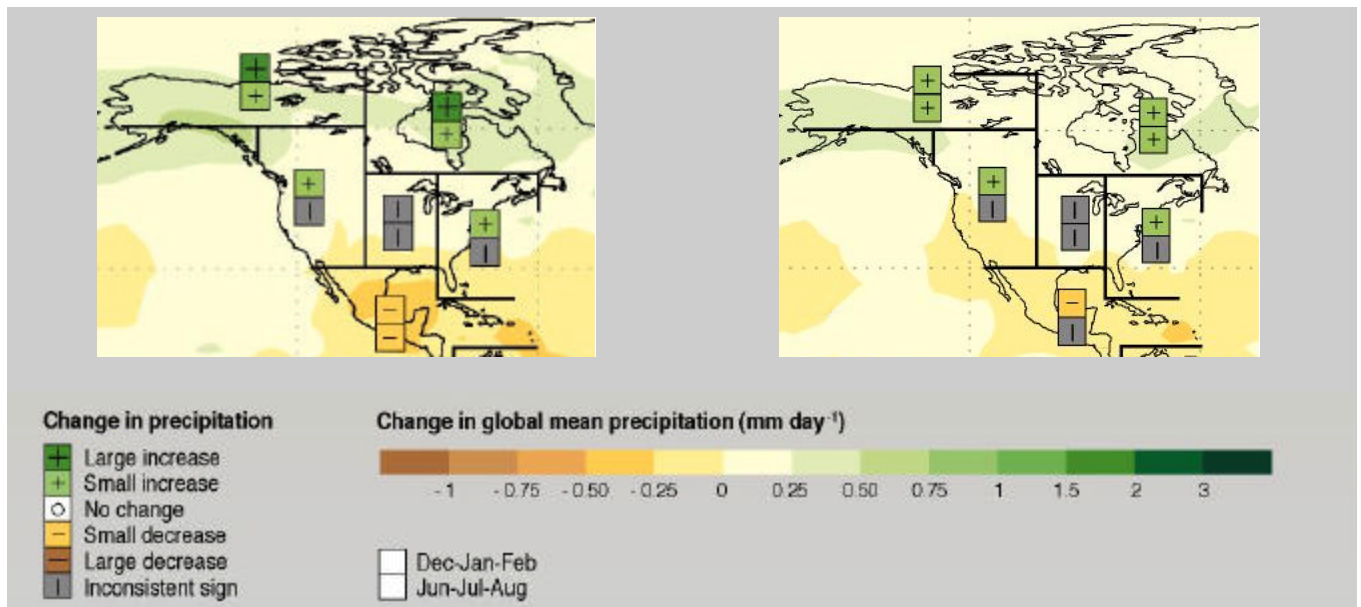 Change in precipitation
Large increase
Small increase
No change
Small decrease
Large decrease
Inconsistent sign
Change in global mean precipitation (mm day⁻¹)
-1 -0.75 -0.50 -0.25 0 0.25 0.50 0.75 1 1.5 2 3
Dec-Jan-Feb
Jun-Jul-Aug